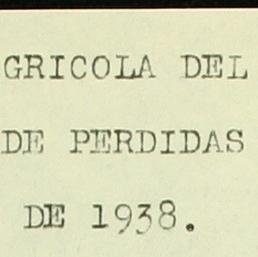 GRICOLA DEL
DE PERDIDAS
DE 1938.